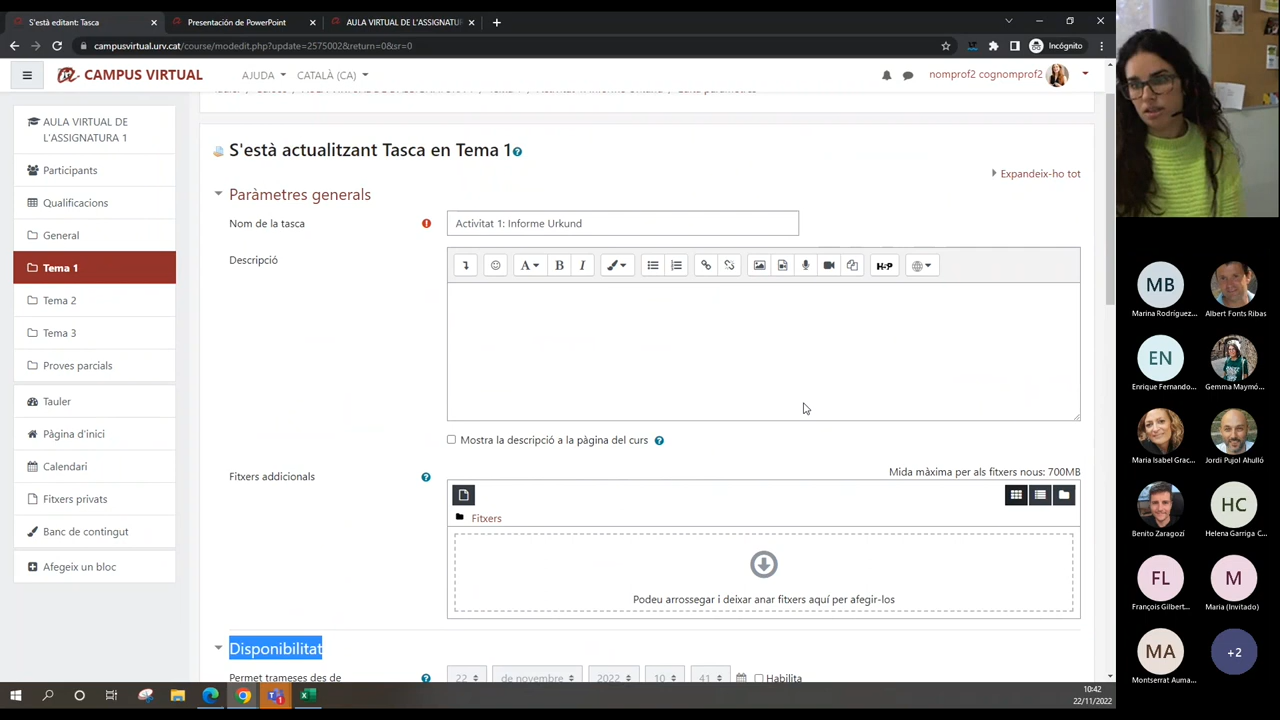 S'està editant: Tasca
Presentación de PowerPoint
AULA VIRTUAL DE L'ASSIGNATUR
campusvirtual.urv.cat/course/modedit.php?update=2575002&return=0&sr=0
Incógnito
CAMPUS VIRTUAL
AJUDA
CATALÀ (CA)
nomprof2 cognomprof2
AULA VIRTUAL DE
L'ASSIGNATURA 1
Participants
Qualificacions
General
Tema 1
Tema 2
Tema 3
Proves parcials
Tauler
Pàgina d'inici
Calendari
Fitxers privats
Banc de contingut
Afegeix un bloc
S'està actualitzant Tasca en Tema 1
Expandeix-ho tot
Paràmetres generals
Nom de la tasca
Activitat 1: Informe Urkund
Descripció
A
B
I
H-P
Mostra la descripció a la pàgina del curs
Fitxers addicionals
Mida màxima per als fitxers nous: 700MB
Fitxers
Podeu arrossegar i deixar anar fitxers aquí per afegir-los
Disponibilitat
Permet trameses des de
22
de novembre
2022
10
41
Habilita
MB
Marina Rodríguez...
Albert Fonts Ribas
EN
Enrique Fernando...
Gemma Maymó...
María Isabel Grac...
Jordi Pujol Ahulló
Benito Zaragozí
HC
Helena Garriga C...
FL
François Gilbert...
M
Maria (Invitado)
MA
Montserrat Auma...
+2
10:42
22/11/2022